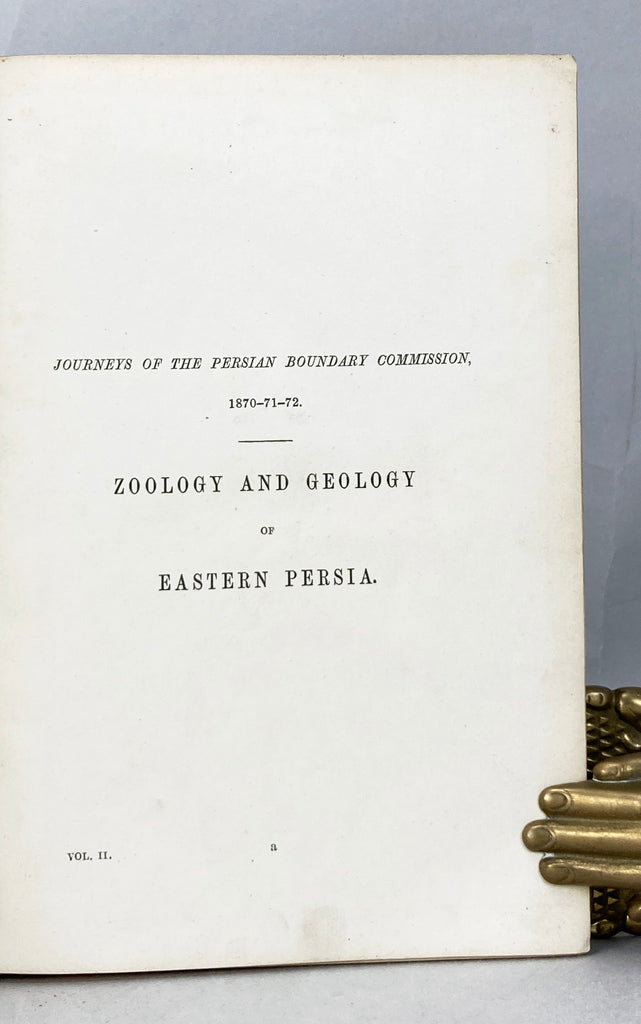 JOURNEYS OF THE PERSIAN BOUNDARY COMMISSION,
1870–71–72.
ZOOLOGY AND GEOLOGY
OF
EASTERN PERSIA.
VOL. II. a